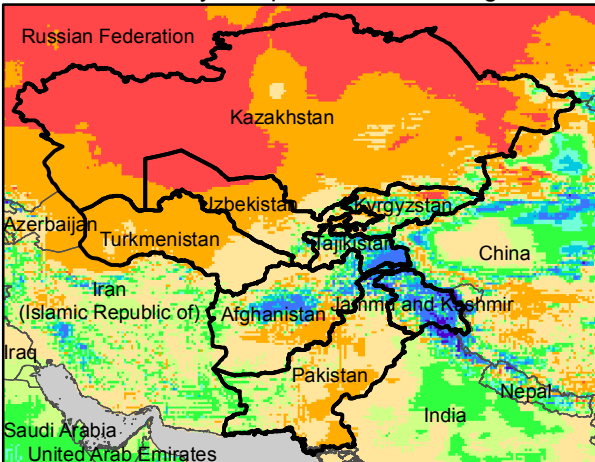 Russian Federation
Kazakhstan
Uzbekistan
Kyrgyzstan
Azerbaijan
Turkmenistan
Tajikistan
China
Iran
(Islamic Republic of)
Afghanistan
Jammu and Kashmir
Iraq
Pakistan
Nepal
India
Saudi Arabia
United Arab Emirates